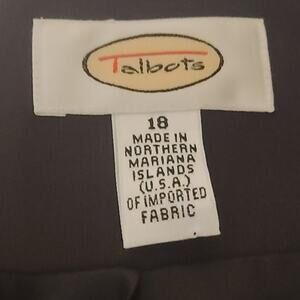 Talbots
18
MADE IN
NORTHERN
MARIANA
ISLANDS
(U.S.A.)
OF IMPORTED
FABRIC